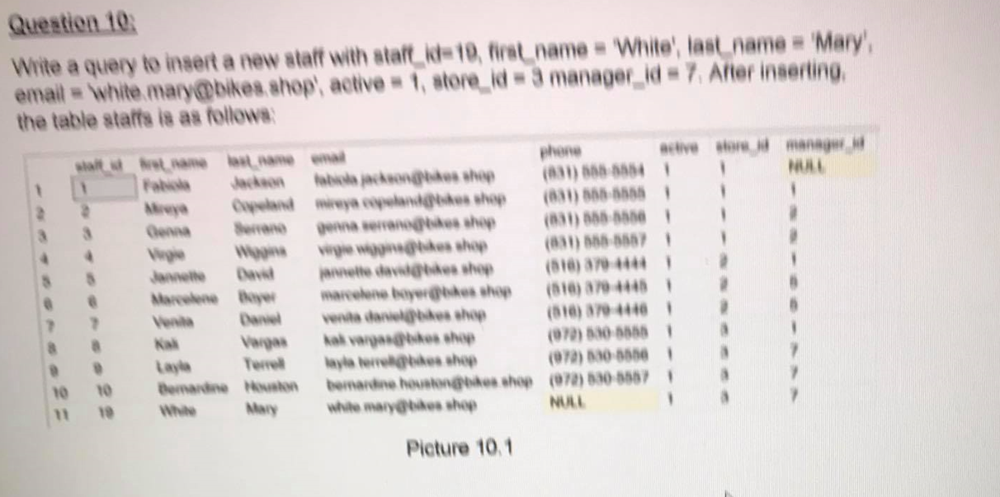 Question 10:
Write a query to insert a new staff with staff_id=19, first_name = 'White', last_name = 'Mary',
email = 'white.mary@bikes.shop', active = 1, store_id = 3 manager_id = 7. After inserting,
the table staffs is as follows:
staff_id first_name last_name email phone active store_id manager_id
1 1 Fabiola Jackson fabiola.jackson@bikes.shop (831) 555-5554 1 1 NULL
2 2 Mireya Copeland mireya.copeland@bikes.shop (831) 555-5555 1 1 1
3 3 Genna Serrano genna.serrano@bikes.shop (831) 555-5556 1 1 2
4 4 Virgie Wiggins virgie.wiggins@bikes.shop (831) 555-5557 1 1 2
5 5 Jannette David jannette.david@bikes.shop (516) 379-4444 1 2 1
6 6 Marcelene Boyer marcelene.boyer@bikes.shop (516) 379-4445 1 2 5
7 7 Venita Daniel venita.daniel@bikes.shop (516) 379-4446 1 2 5
8 8 Kali Vargas kali.vargas@bikes.shop (972) 530-5555 1 3 1
9 9 Layla Terrell layla.terrell@bikes.shop (972) 530-5556 1 3 7
10 10 Bernardine Houston bernardine.houston@bikes.shop (972) 530-5557 1 3 7
11 19 White Mary white.mary@bikes.shop NULL 1 3 7
Picture 10.1